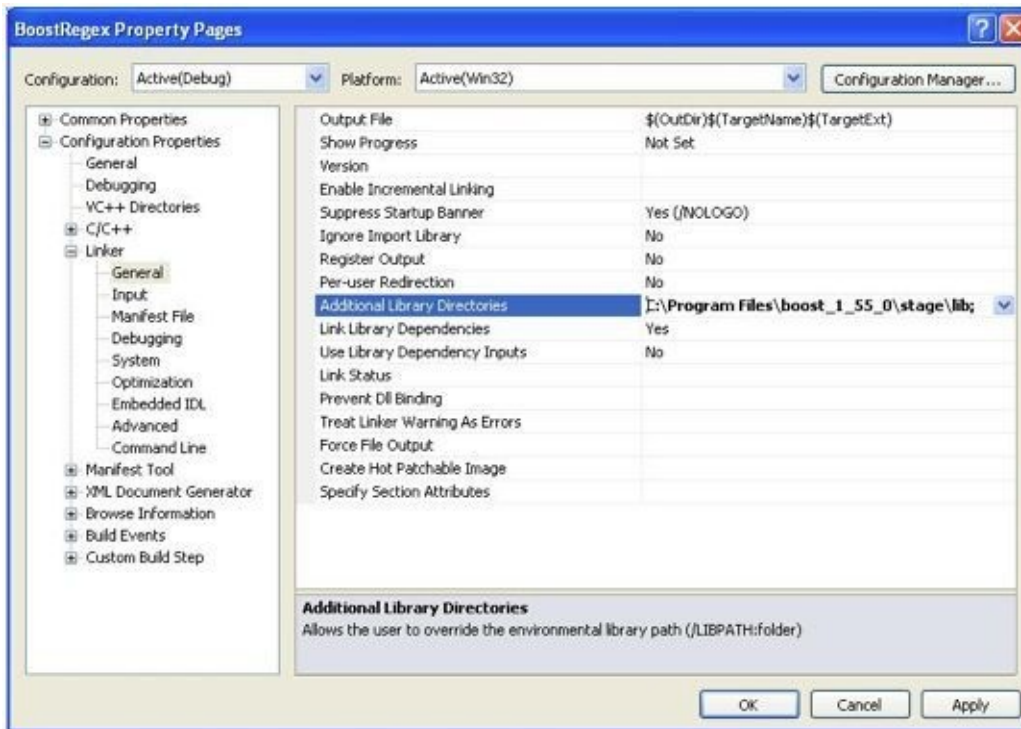 BoostRegex Property Pages
Configuration: Active(Debug) Platform: Active(Win32) Configuration Manager...
Common Properties
Configuration Properties
General
Debugging
VC++ Directories
C/C++
Linker
General
Input
Manifest File
Debugging
System
Optimization
Embedded IDL
Advanced
Command Line
Manifest Tool
XML Document Generator
Browse Information
Build Events
Custom Build Step
Output File $(OutDir)$(TargetName)$(TargetExt)
Show Progress Not Set
Version
Enable Incremental Linking
Suppress Startup Banner Yes (/NOLOGO)
Ignore Import Library No
Register Output No
Per-user Redirection No
Additional Library Directories C:\Program Files\boost_1_55_0\stage\lib;
Link Library Dependencies Yes
Use Library Dependency Inputs No
Link Status
Prevent Dll Binding
Treat Linker Warning As Errors
Force File Output
Create Hot Patchable Image
Specify Section Attributes
Additional Library Directories
Allows the user to override the environmental library path (/LIBPATH:folder)
OK Cancel Apply